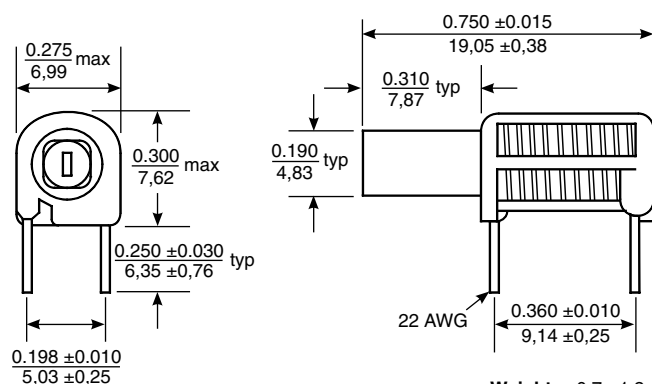 0.275
6,99
max
0.300
7,62
max
0.250 ±0.030
6,35 ±0,76
typ
0.198 ±0.010
5,03 ±0,25
0.750 ±0.015
19,05 ±0,38
0.310
7,87
typ
0.190
4,83
typ
22 AWG
0.360 ±0.010
9,14 ±0,25